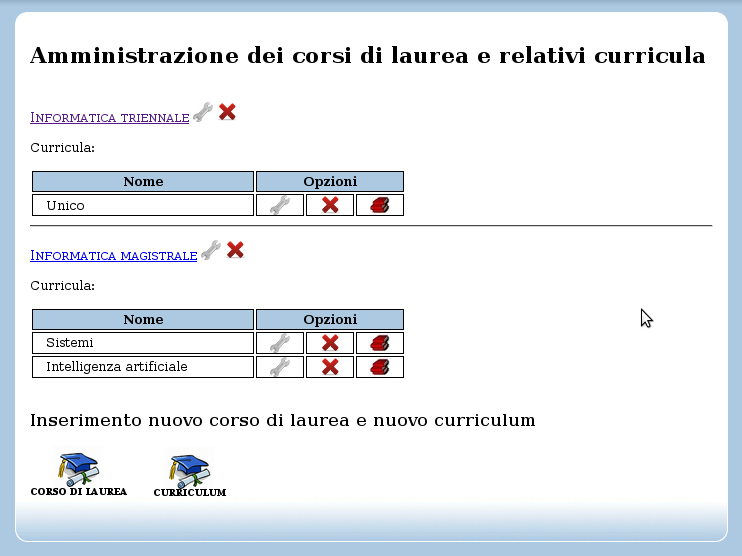 Amministrazione dei corsi di laurea e relativi curricula
INFORMATICA TRIENNALE
Curricula:
Nome Opzioni
Unico
INFORMATICA MAGISTRALE
Curricula:
Nome Opzioni
Sistemi
Intelligenza artificiale
Inserimento nuovo corso di laurea e nuovo curriculum
CORSO DI LAUREA CURRICULUM